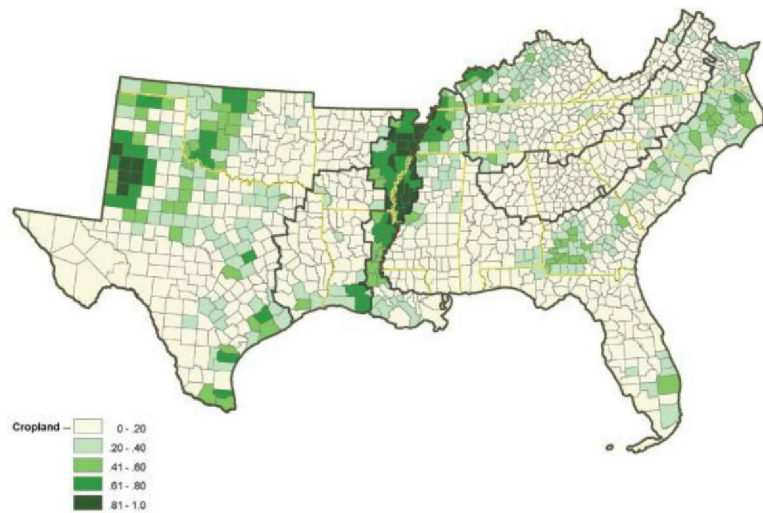 Cropland – 0 - .20
.20 - .40
.41 - .60
.61 - .80
.81 - 1.0